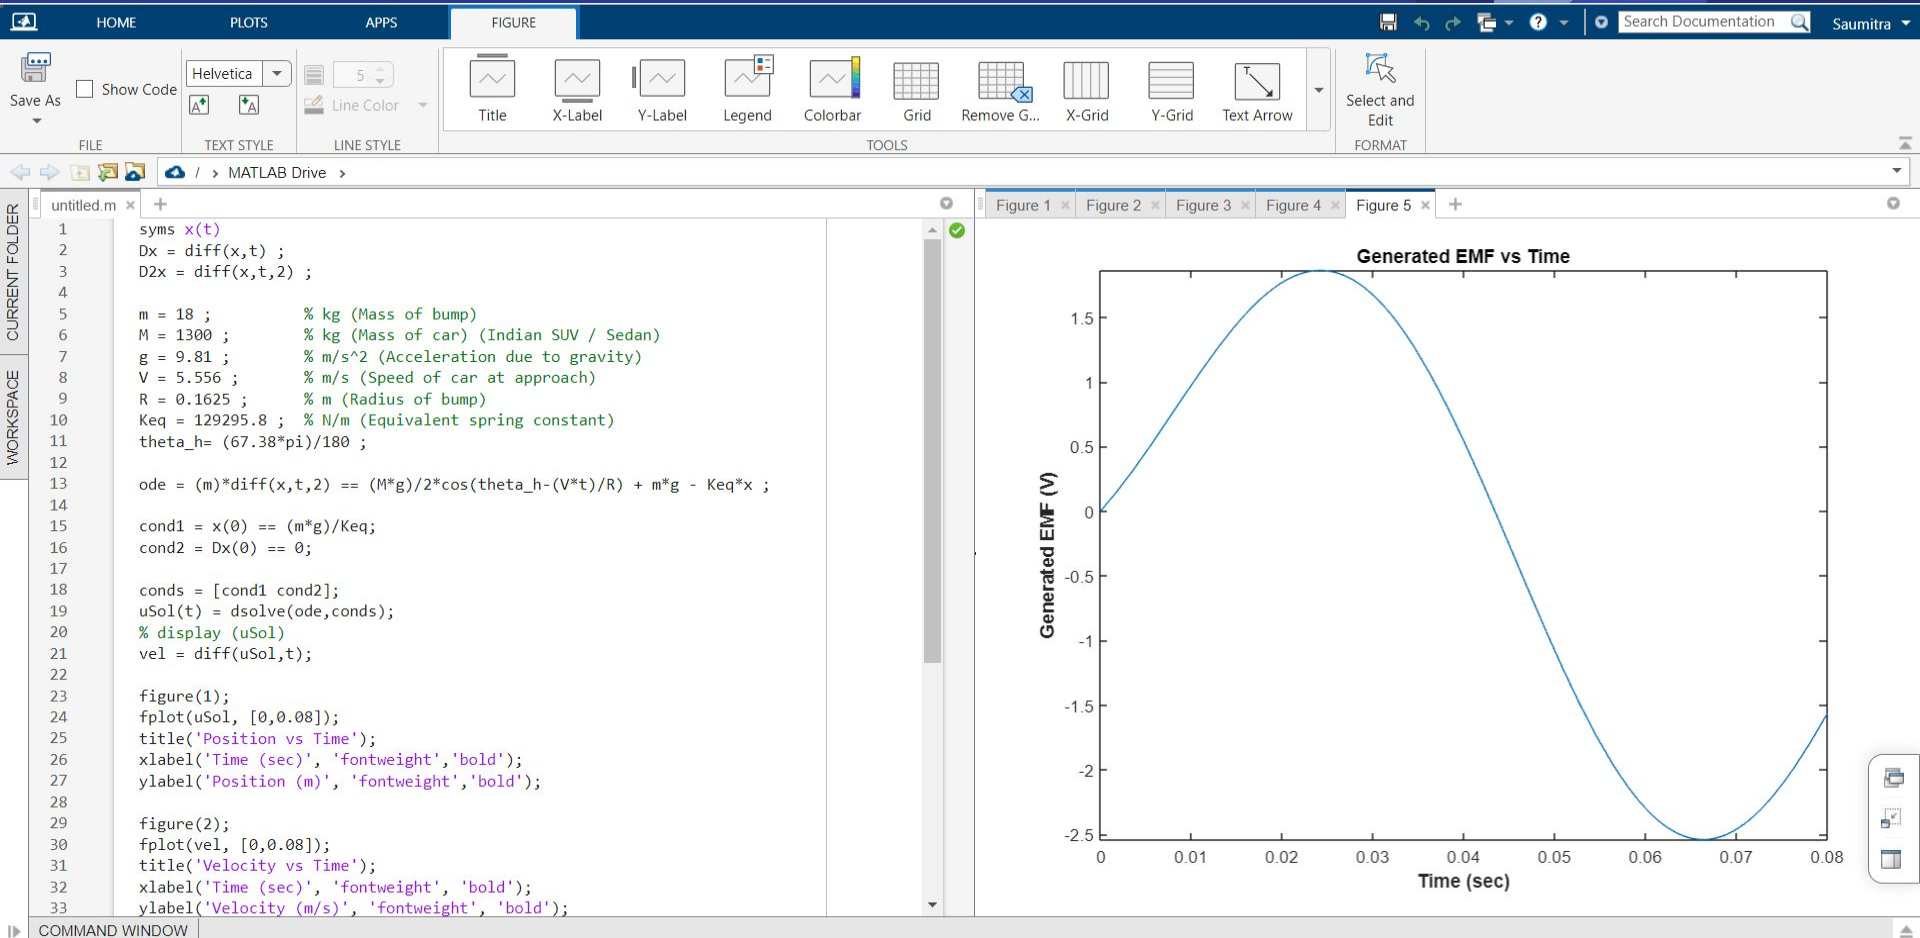 HOME PLOTS APPS FIGURE
Search Documentation Saumitra
Save As
Show Code
Helvetica
5
Line Color
Title X-Label Y-Label Legend Colorbar Grid Remove G... X-Grid Y-Grid Text Arrow
Select and Edit
FILE TEXT STYLE LINE STYLE TOOLS FORMAT
/ > MATLAB Drive >
CURRENT FOLDER
WORKSPACE
untitled.m
1 syms x(t)
2 Dx = diff(x,t) ;
3 D2x = diff(x,t,2) ;
4
5 m = 18 ; % kg (Mass of bump)
6 M = 1300 ; % kg (Mass of car) (Indian SUV / Sedan)
7 g = 9.81 ; % m/s^2 (Acceleration due to gravity)
8 V = 5.556 ; % m/s (Speed of car at approach)
9 R = 0.1625 ; % m (Radius of bump)
10 Keq = 129295.8 ; % N/m (Equivalent spring constant)
11 theta_h= (67.38*pi)/180 ;
12
13 ode = (m)*diff(x,t,2) == (M*g)/2*cos(theta_h-(V*t)/R) + m*g - Keq*x ;
14
15 cond1 = x(0) == (m*g)/Keq;
16 cond2 = Dx(0) == 0;
17
18 conds = [cond1 cond2];
19 uSol(t) = dsolve(ode,conds);
20 % display (uSol)
21 vel = diff(uSol,t);
22
23 figure(1);
24 fplot(uSol, [0,0.08]);
25 title('Position vs Time');
26 xlabel('Time (sec)', 'fontweight','bold');
27 ylabel('Position (m)', 'fontweight','bold');
28
29 figure(2);
30 fplot(vel, [0,0.08]);
31 title('Velocity vs Time');
32 xlabel('Time (sec)', 'fontweight', 'bold');
33 ylabel('Velocity (m/s)', 'fontweight', 'bold');
Figure 1 Figure 2 Figure 3 Figure 4 Figure 5
Generated EMF vs Time
Generated EMF (V)
1.5
1
0.5
0
-0.5
-1
-1.5
-2
-2.5
0 0.01 0.02 0.03 0.04 0.05 0.06 0.07 0.08
Time (sec)
COMMAND WINDOW